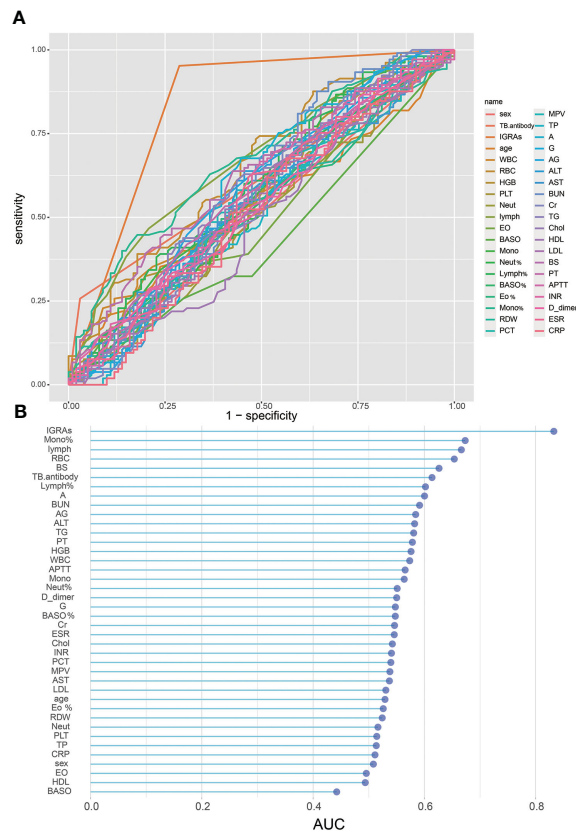 A
1.00
0.75
0.50
0.25
0.00
sensitivity
0.00 0.25 0.50 0.75 1.00
1 − specificity
name
sex
TB.antibody
IGRAs
age
WBC
RBC
HGB
PLT
Neut
lymph
EO
BASO
Mono
Neut%
Lymph%
BASO%
Eo%
Mono%
RDW
PCT
MPV
TP
A
G
AG
ALT
AST
BUN
Cr
TG
Chol
HDL
LDL
BS
PT
APTT
INR
D_dimer
ESR
CRP
B
IGRAs
Mono%
lymph
RBC
BS
TB.antibody
Lymph%
A
BUN
AG
ALT
TG
PT
HGB
WBC
APTT
Mono
Neut%
D_dimer
G
BASO%
Cr
ESR
Chol
INR
PCT
MPV
AST
LDL
age
Eo %
RDW
Neut
PLT
TP
CRP
sex
EO
HDL
BASO
0.0 0.2 0.4 0.6 0.8
AUC